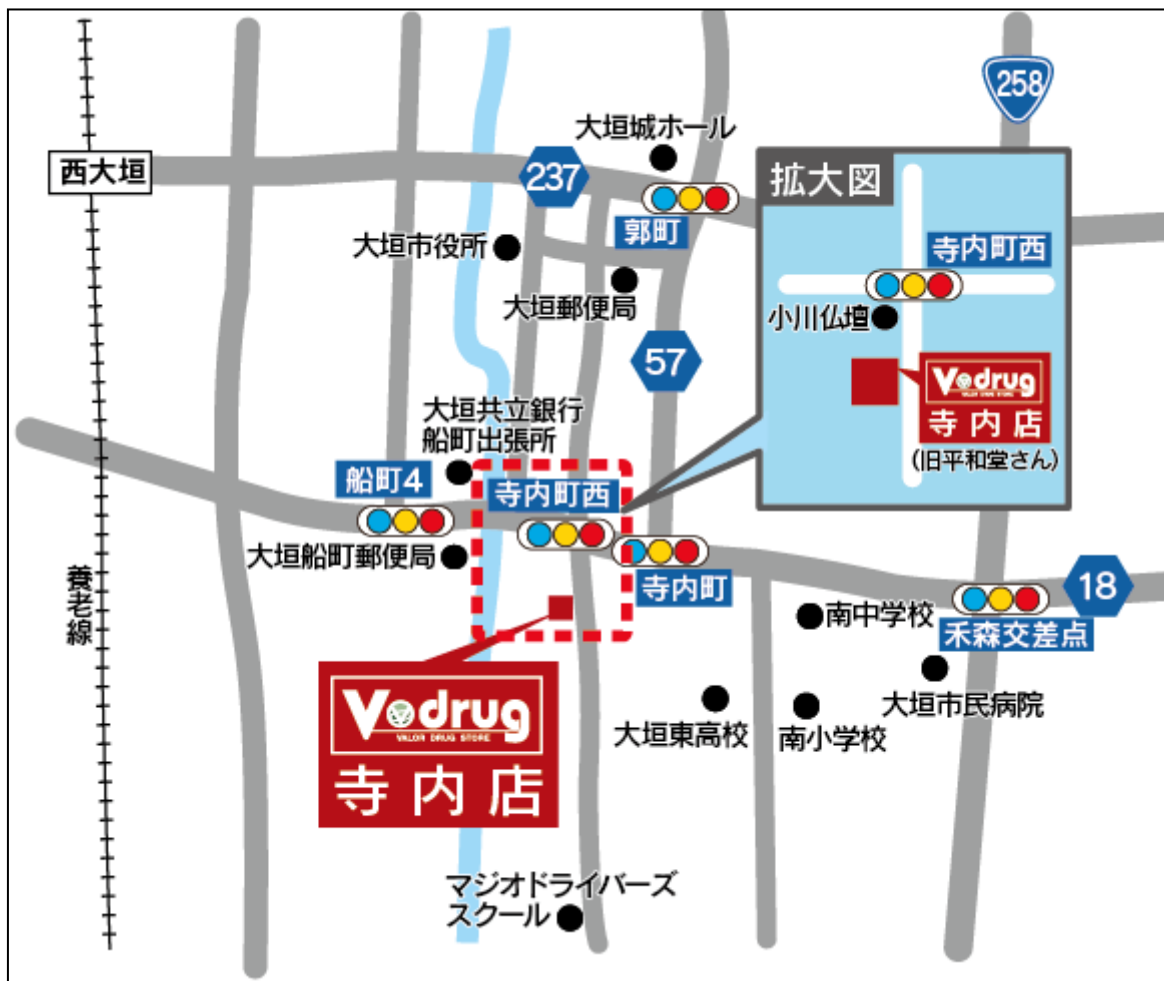 258
大垣城ホール
西大垣
237
拡大図
郭町
大垣市役所
寺内町西
大垣郵便局
小川仏壇
57
Vdrug
VALOR DRUG STORE
寺内店
(旧平和堂さん)
大垣共立銀行
船町出張所
船町4
寺内町西
大垣船町郵便局
養老線
寺内町
18
南中学校
禾森交差点
大垣市民病院
大垣東高校
南小学校
Vdrug
VALOR DRUG STORE
寺内店
マジオドライバーズ
スクール